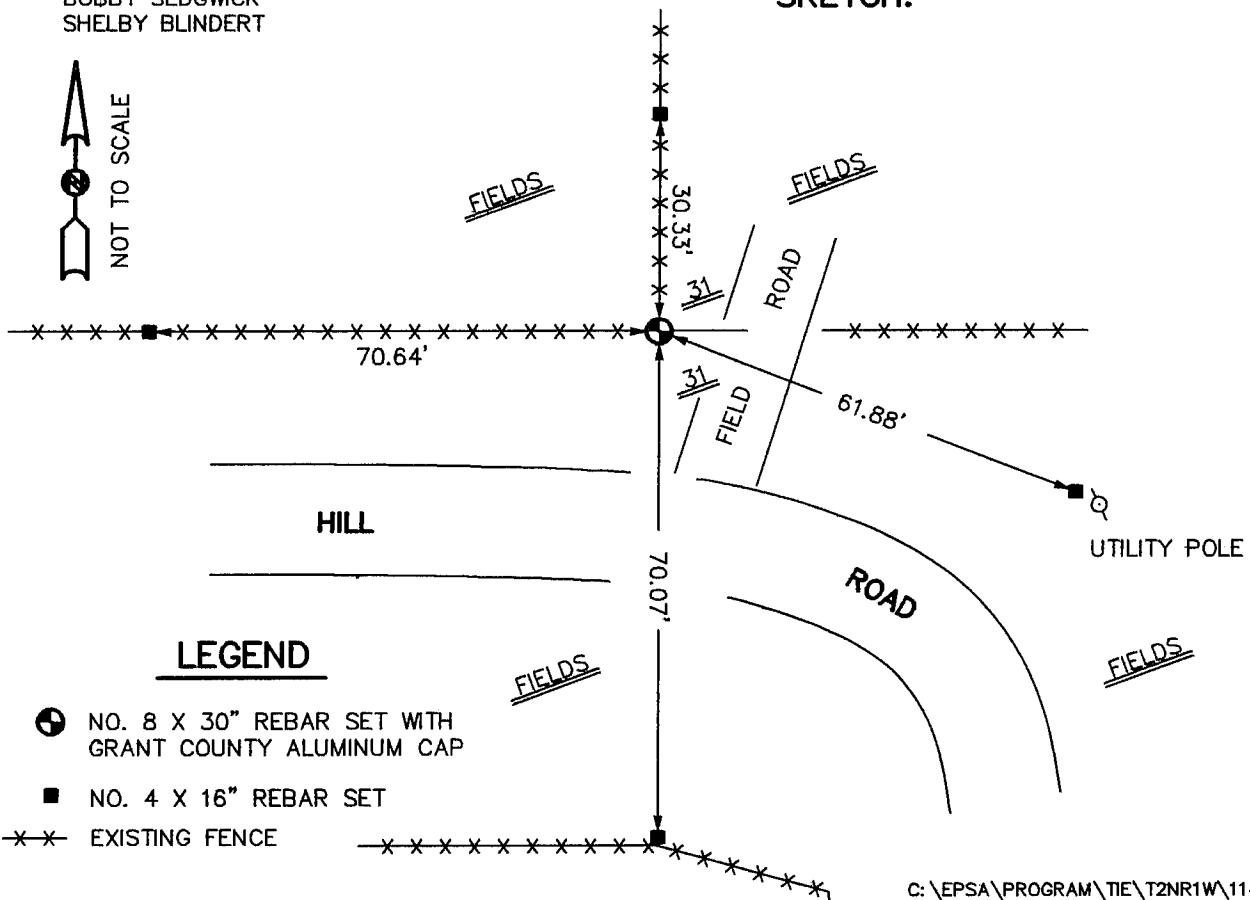 SHELBY BLINDERT
NOT TO SCALE
FIELDS
FIELDS
30.33'
31
ROAD
70.64'
31
FIELD
61.88'
HILL
UTILITY POLE
70.07'
ROAD
LEGEND
FIELDS
FIELDS
NO. 8 X 30" REBAR SET WITH
GRANT COUNTY ALUMINUM CAP
NO. 4 X 16" REBAR SET
EXISTING FENCE
C:\EPSA\PROGRAM\TIE\T2NR1W\11